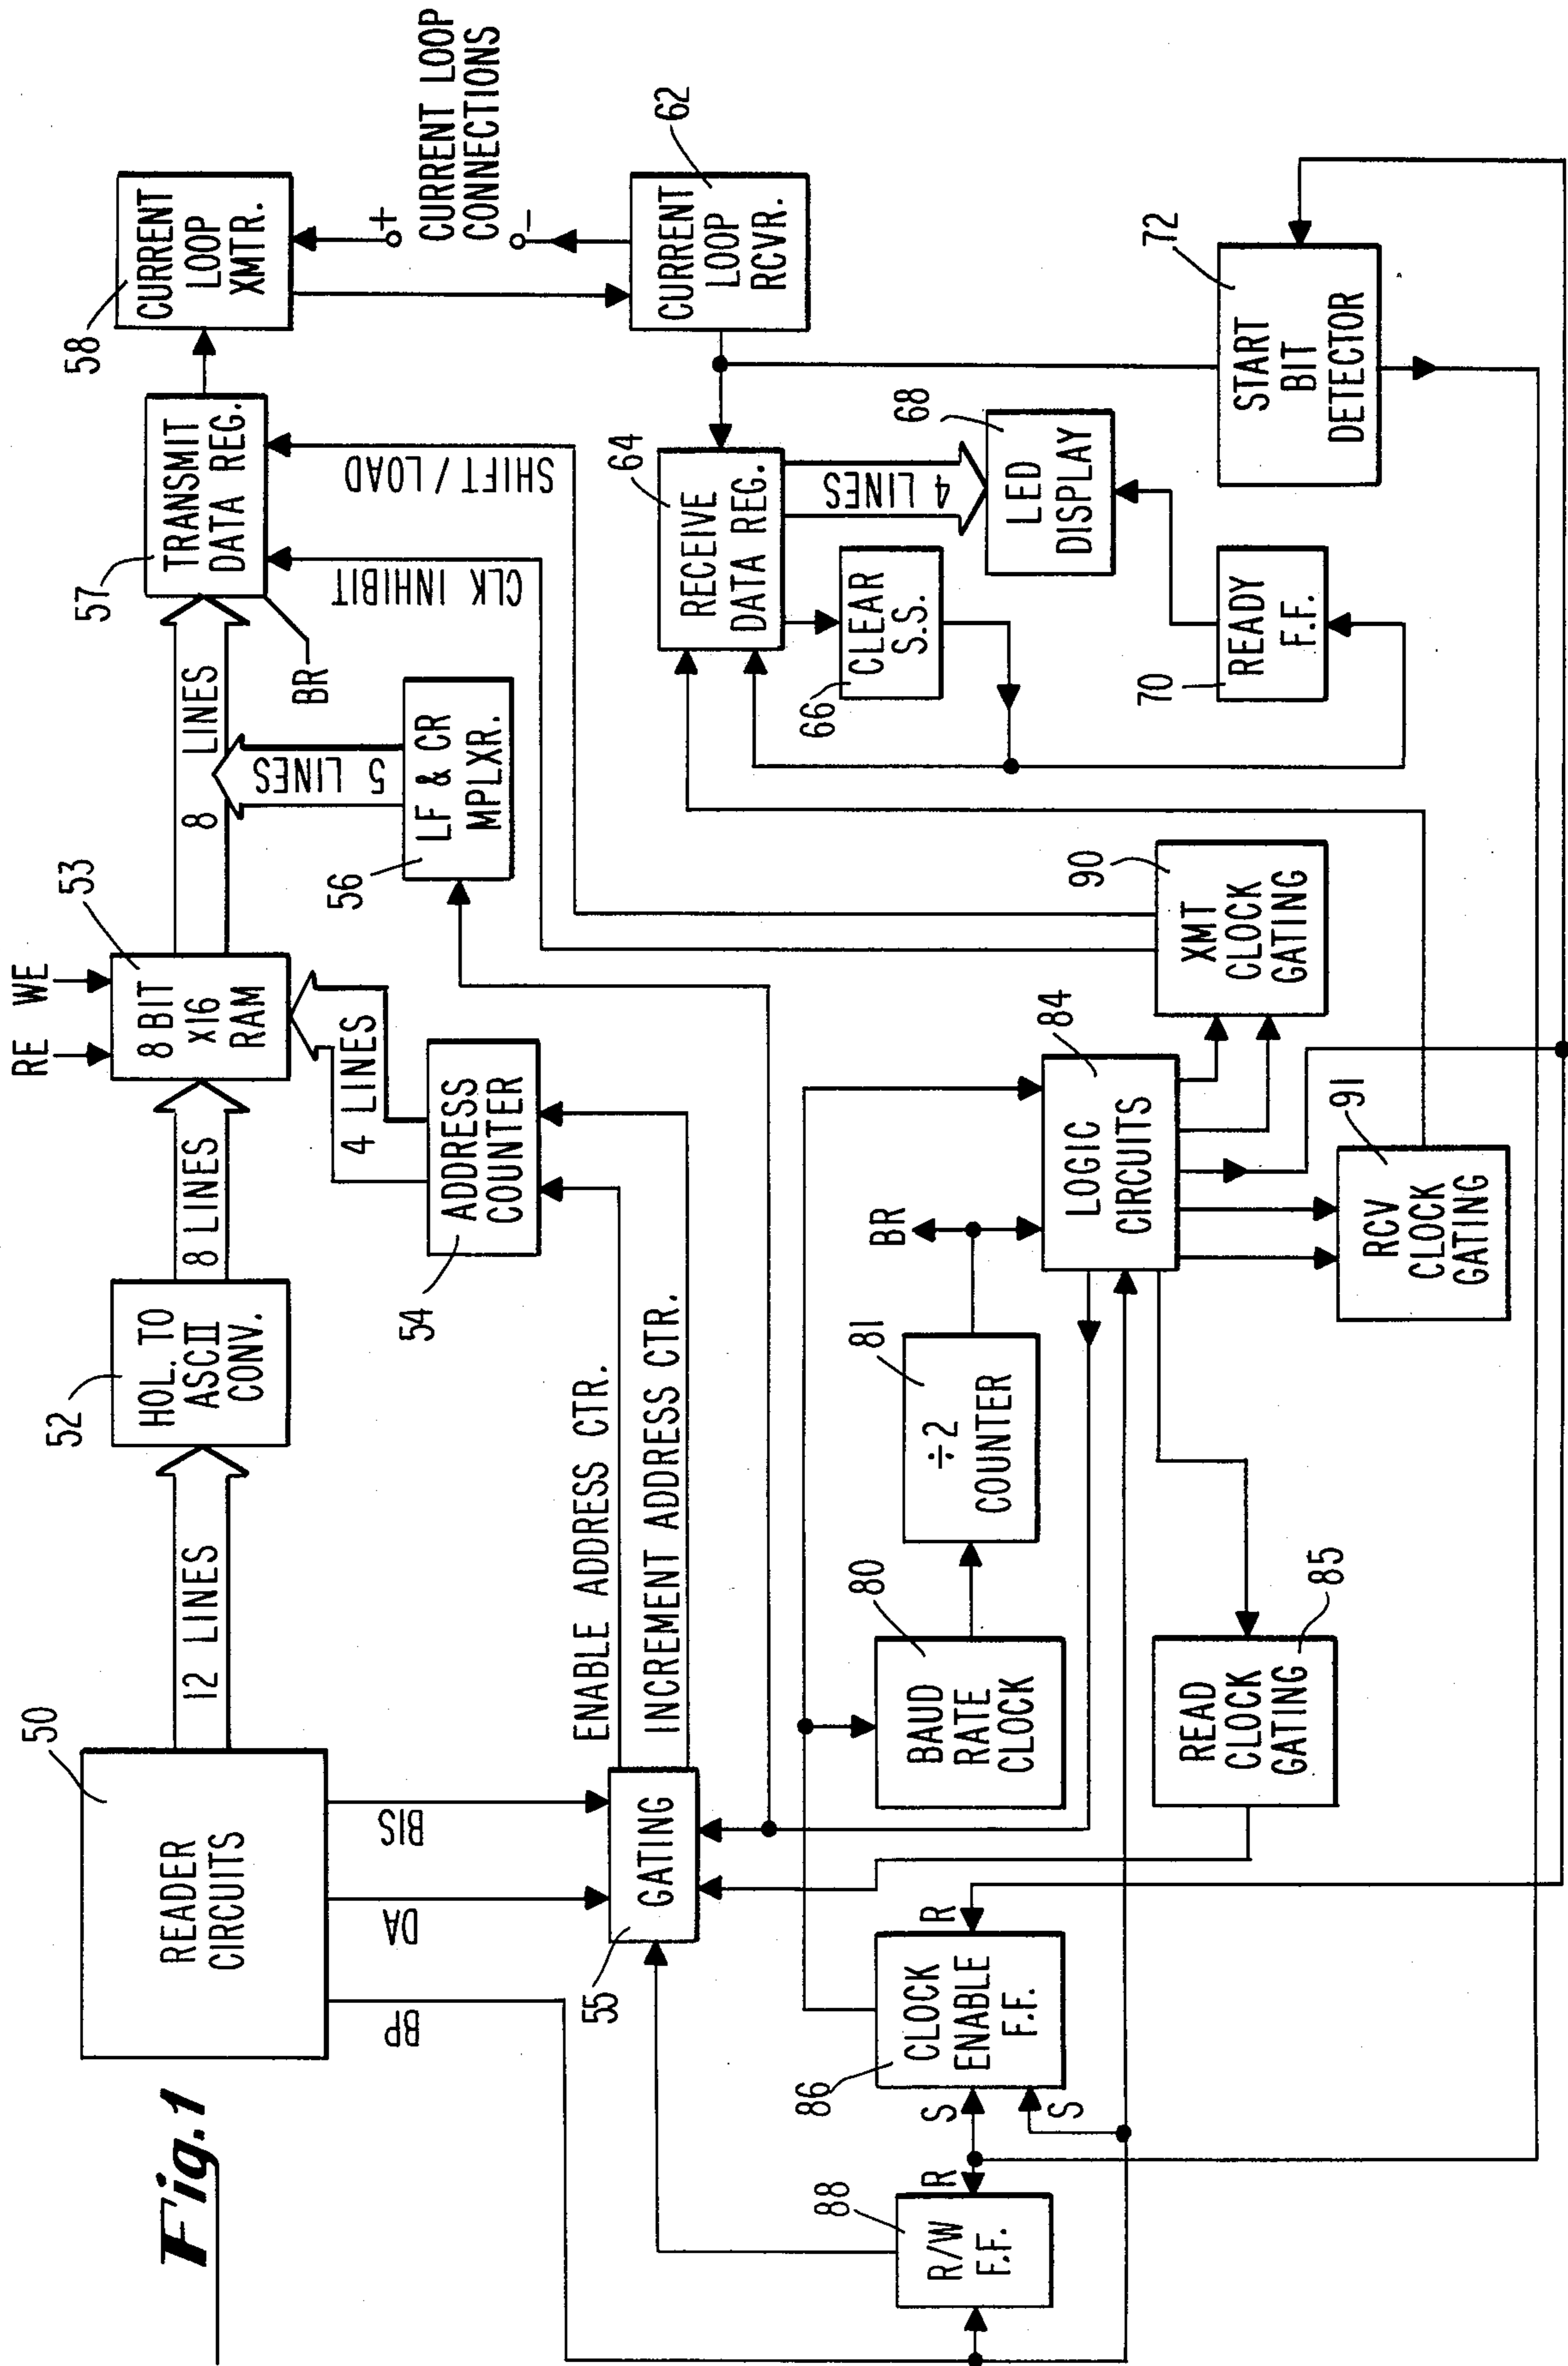 Fig.1
50
READER
CIRCUITS
12 LINES
52
HOL. TO
ASCII
CONV.
8 LINES
RE WE
53
8 BIT
X16
RAM
8 LINES
57
TRANSMIT
DATA REG.
58
CURRENT
LOOP
XMTR.
+
CURRENT LOOP
CONNECTIONS
−
62
CURRENT
LOOP
RCVR.
BP
DA
BIS
55
GATING
ENABLE ADDRESS CTR.
INCREMENT ADDRESS CTR.
54
ADDRESS
COUNTER
4 LINES
56
LF & CR
MPLXR.
5 LINES
BR
CLK INHIBIT
SHIFT / LOAD
64
RECEIVE
DATA REG.
66
CLEAR
S.S.
4 LINES
68
LED
DISPLAY
70
READY
F.F.
72
START
BIT
DETECTOR
88
R/W
F.F.
R
S
S
86
CLOCK
ENABLE
F.F.
R
80
BAUD
RATE
CLOCK
81
÷2
COUNTER
BR
84
LOGIC
CIRCUITS
85
READ
CLOCK
GATING
90
XMT
CLOCK
GATING
91
RCV
CLOCK
GATING